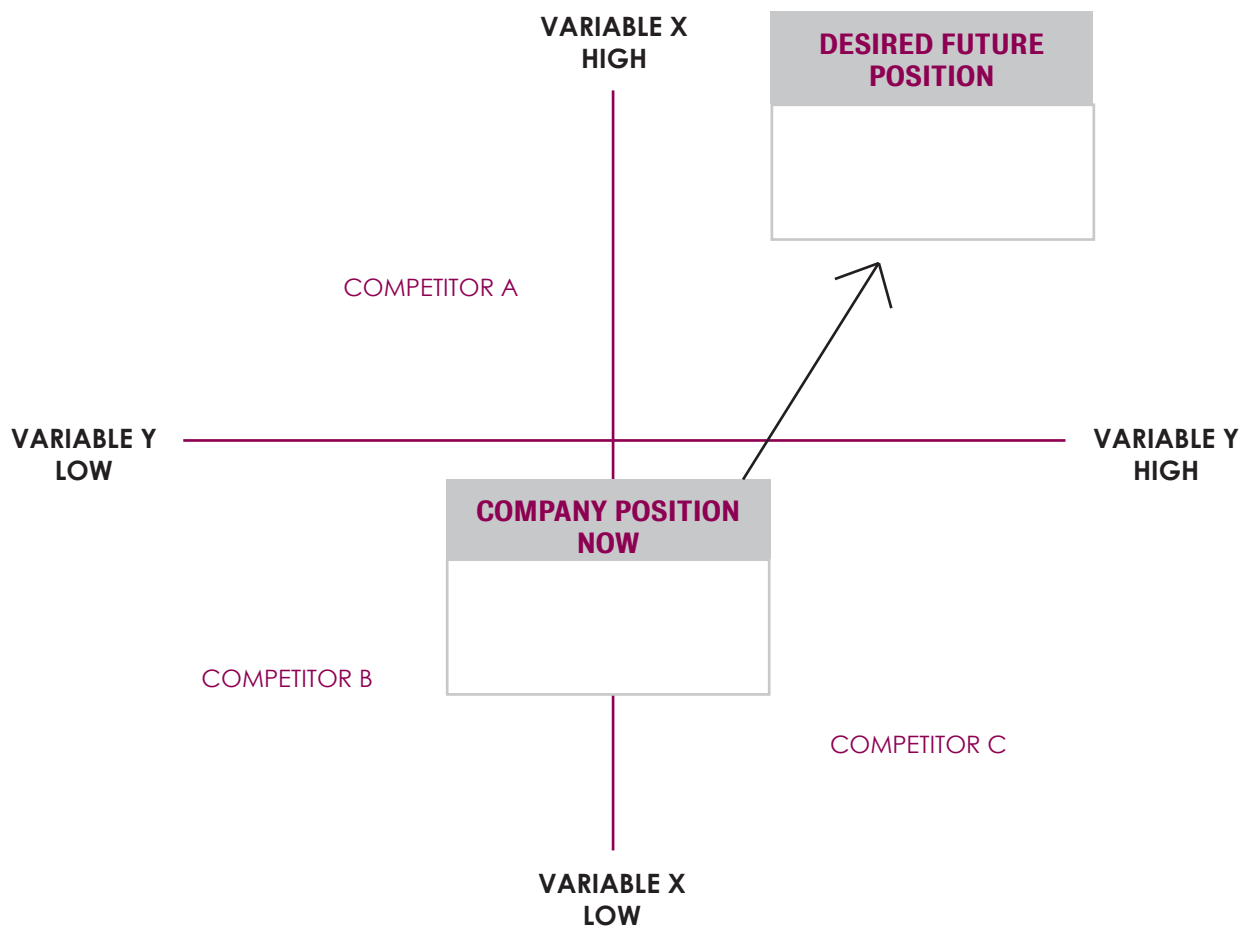 VARIABLE X
HIGH
DESIRED FUTURE
POSITION
COMPETITOR A
VARIABLE Y
LOW
VARIABLE Y
HIGH
COMPANY POSITION
NOW
COMPETITOR B
COMPETITOR C
VARIABLE X
LOW